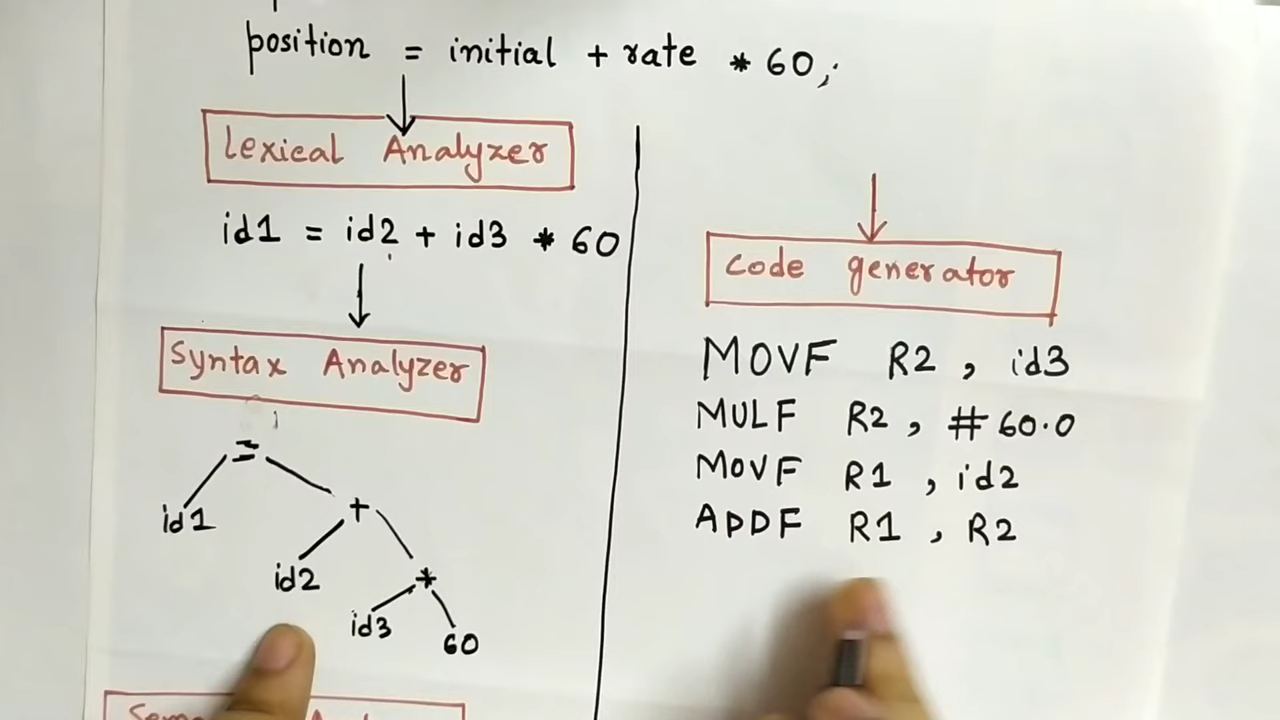 position = initial + rate * 60;
Lexical Analyzer
id1 = id2 + id3 * 60
Syntax Analyzer
=
id1 +
id2 *
id3 60
Code generator
MOVF R2, id3
MULF R2, #60.0
MOVF R1, id2
ADDF R1, R2